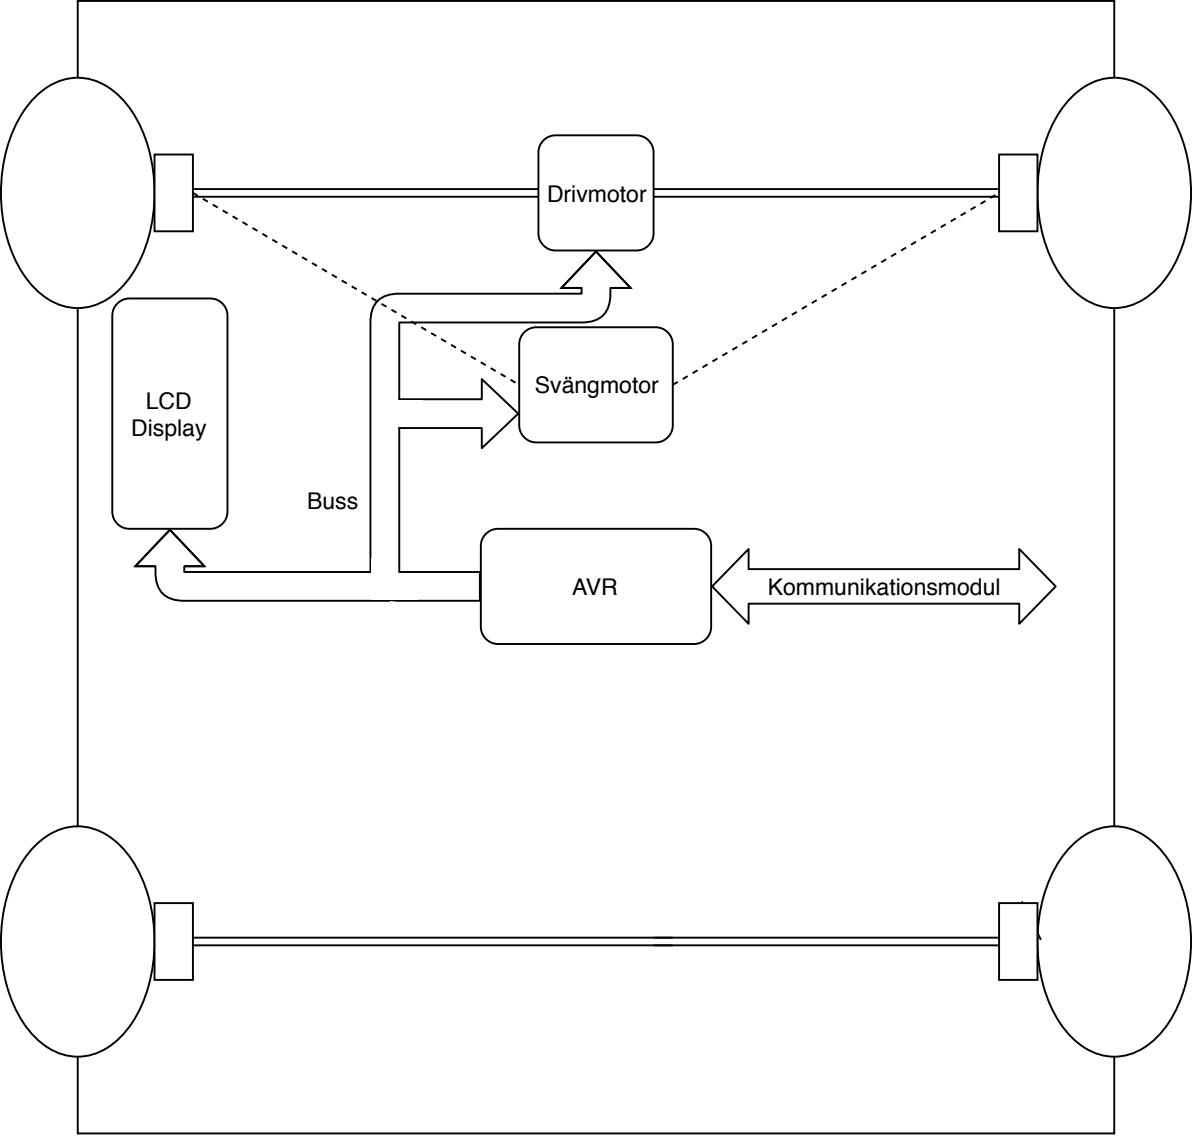 Drivmotor
Svängmotor
LCD
Display
Buss
AVR
Kommunikationsmodul